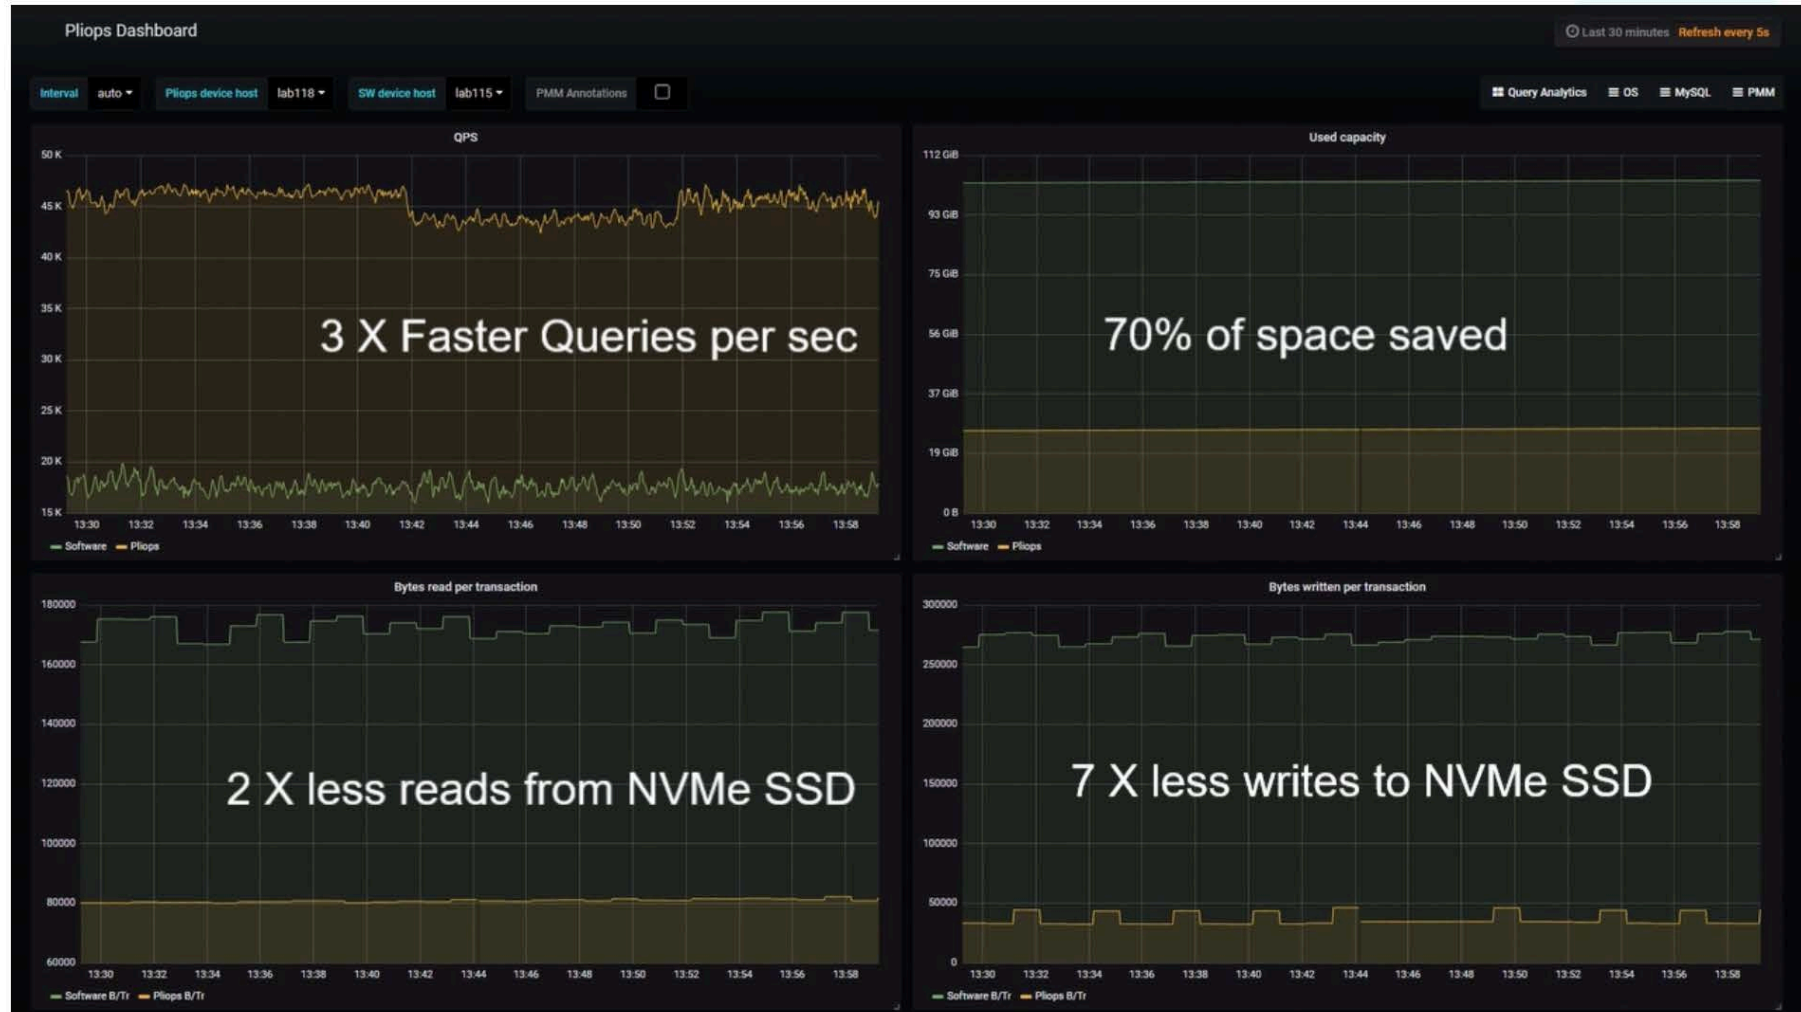 Pliops Dashboard
Last 30 minutes Refresh every 5s
Interval auto Pliops device host lab118 SW device host lab115 PMM Annotations
Query Analytics OS MySQL PMM
QPS
50 K
45 K
40 K
35 K
30 K
25 K
20 K
15 K
3 X Faster Queries per sec
13:30 13:32 13:34 13:36 13:38 13:40 13:42 13:44 13:46 13:48 13:50 13:52 13:54 13:56 13:58
Software Pliops
Used capacity
112 GiB
93 GiB
75 GiB
56 GiB
37 GiB
19 GiB
0 B
70% of space saved
13:30 13:32 13:34 13:36 13:38 13:40 13:42 13:44 13:46 13:48 13:50 13:52 13:54 13:56 13:58
Software Pliops
Bytes read per transaction
180000
160000
140000
120000
100000
80000
60000
2 X less reads from NVMe SSD
13:30 13:32 13:34 13:36 13:38 13:40 13:42 13:44 13:46 13:48 13:50 13:52 13:54 13:56 13:58
Software B/Tr Pliops B/Tr
Bytes written per transaction
300000
250000
200000
150000
100000
50000
0
7 X less writes to NVMe SSD
13:30 13:32 13:34 13:36 13:38 13:40 13:42 13:44 13:46 13:48 13:50 13:52 13:54 13:56 13:58
Software B/Tr Pliops B/Tr